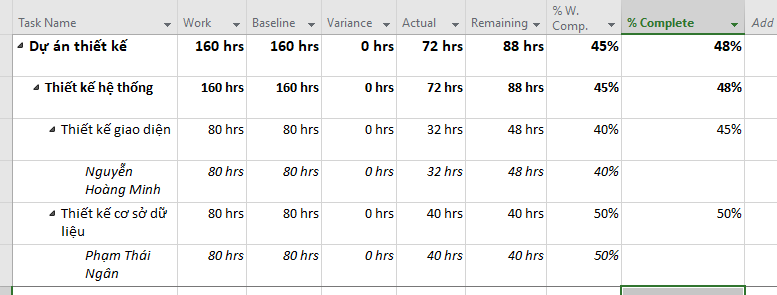 Task Name Work Baseline Variance Actual Remaining % W. Comp. % Complete Add
Dự án thiết kế 160 hrs 160 hrs 0 hrs 72 hrs 88 hrs 45% 48%
Thiết kế hệ thống 160 hrs 160 hrs 0 hrs 72 hrs 88 hrs 45% 48%
Thiết kế giao diện 80 hrs 80 hrs 0 hrs 32 hrs 48 hrs 40% 45%
Nguyễn Hoàng Minh 80 hrs 80 hrs 0 hrs 32 hrs 48 hrs 40%
Thiết kế cơ sở dữ liệu 80 hrs 80 hrs 0 hrs 40 hrs 40 hrs 50% 50%
Phạm Thái Ngân 80 hrs 80 hrs 0 hrs 40 hrs 40 hrs 50%